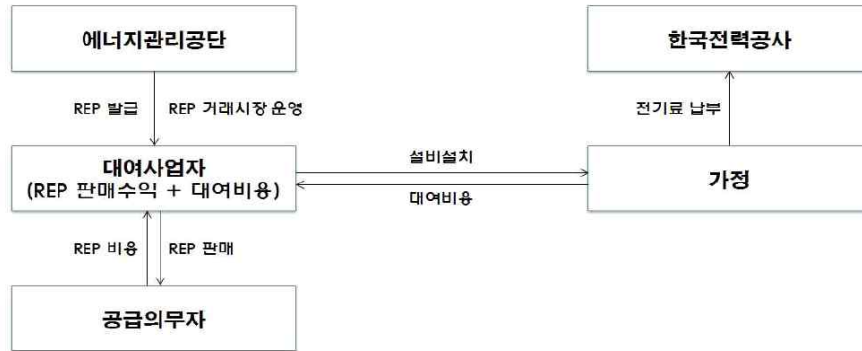 에너지관리공단
한국전력공사
REP 발급
REP 거래시장 운영
전기료 납부
대여사업자
(REP 판매수익 + 대여비용)
설비설치
대여비용
가정
REP 비용
REP 판매
공급의무자